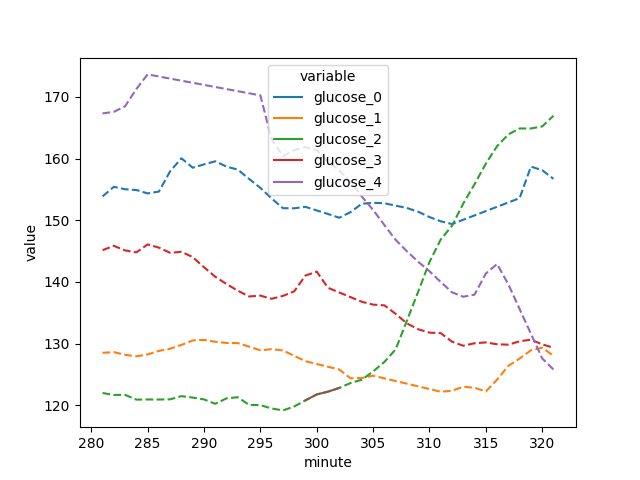 variable
glucose_0
glucose_1
glucose_2
glucose_3
glucose_4
value
170
160
150
140
130
120
280 285 290 295 300 305 310 315 320
minute